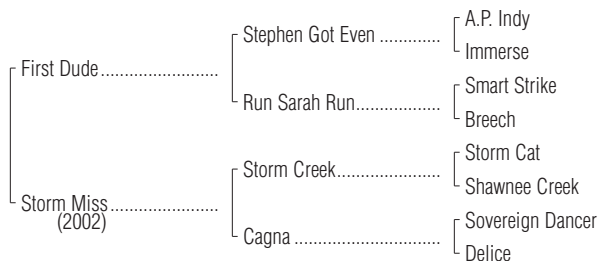 A.P. Indy
Stephen Got Even ............
Immerse
First Dude .......................
Smart Strike
Run Sarah Run................
Breech
Storm Cat
Storm Creek....................
Shawnee Creek
Storm Miss .....................
(2002)
Sovereign Dancer
Cagna ............................
Delice